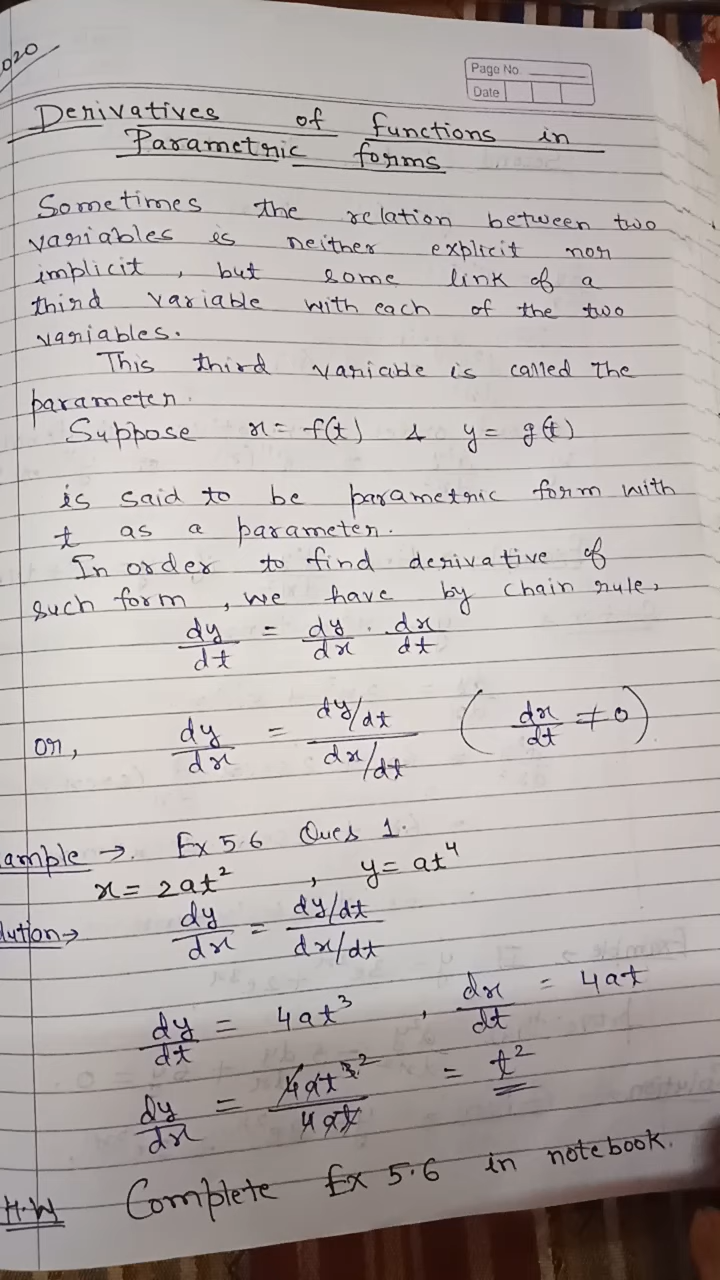 020
Page No.
Date
Derivatives of functions in
Parametric forms
Sometimes the relation between two
variables is neither explicit nor
implicit, but some link of a
third variable with each of the two
variables.
This third variable is called the
parameter.
Suppose x = f(t) & y = g(t)
is said to be parametric form with
t as a parameter.
In order to find derivative of
such form, we have by chain rule,
dy/dt = dy/dx . dx/dt
or, dy/dx = (dy/dt)/(dx/dt) (dx/dt ≠ 0)
ample →. Ex 5.6 Ques 1.
x = 2at² , y = at⁴
lution→ dy/dx = (dy/dt)/(dx/dt)
dy/dt = 4at³ , dx/dt = 4at
dy/dx = 4at³ ² / 4at = t²
H.W Complete Ex 5.6 in notebook.